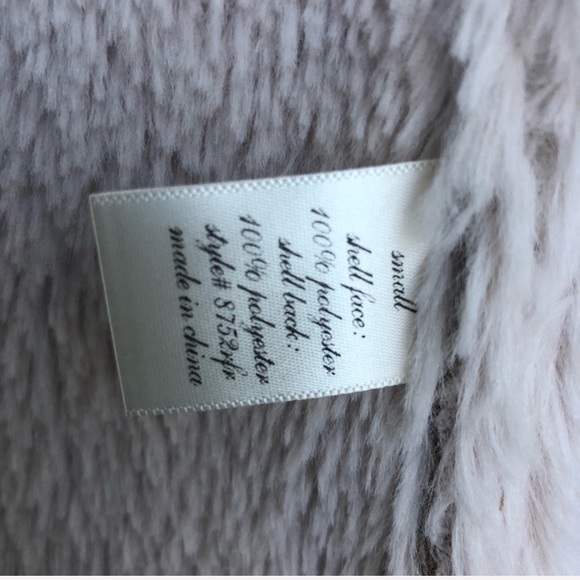 small
shell face:
100% polyester
shell back:
100% polyester
style# 8752rfr
made in china